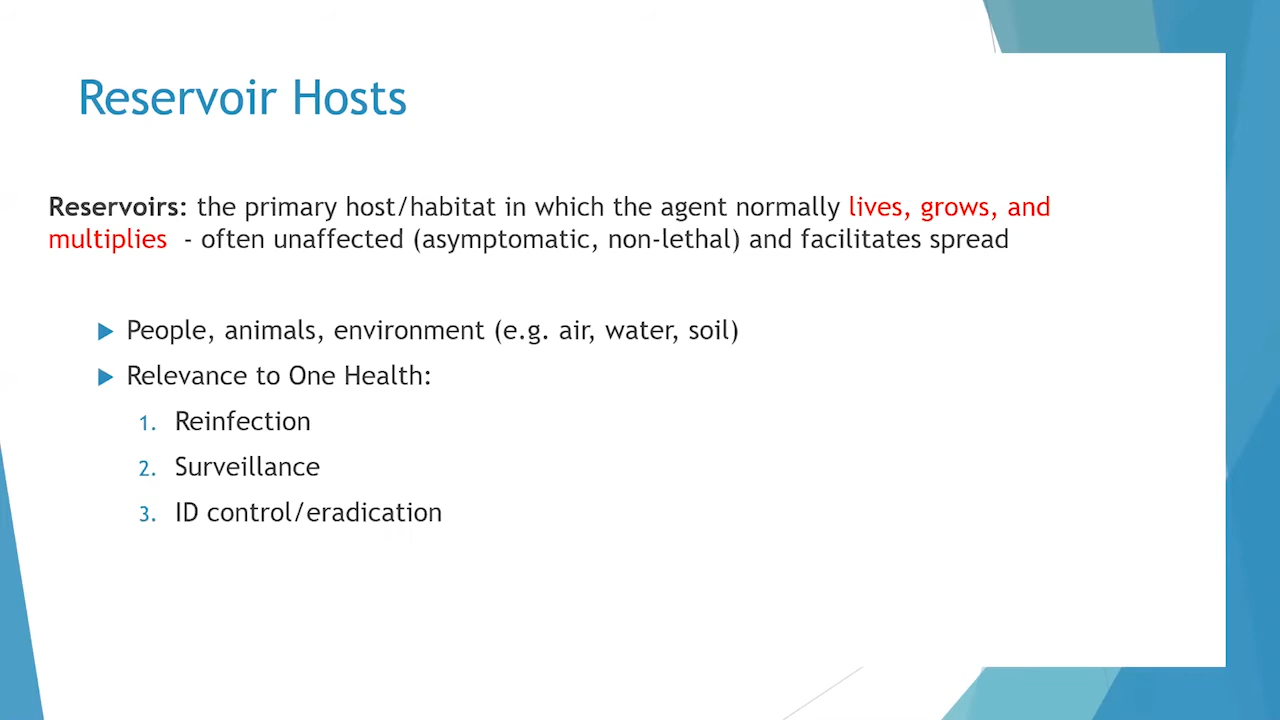 Reservoir Hosts
Reservoirs: the primary host/habitat in which the agent normally lives, grows, and
multiplies - often unaffected (asymptomatic, non-lethal) and facilitates spread
People, animals, environment (e.g. air, water, soil)
Relevance to One Health:
1. Reinfection
2. Surveillance
3. ID control/eradication